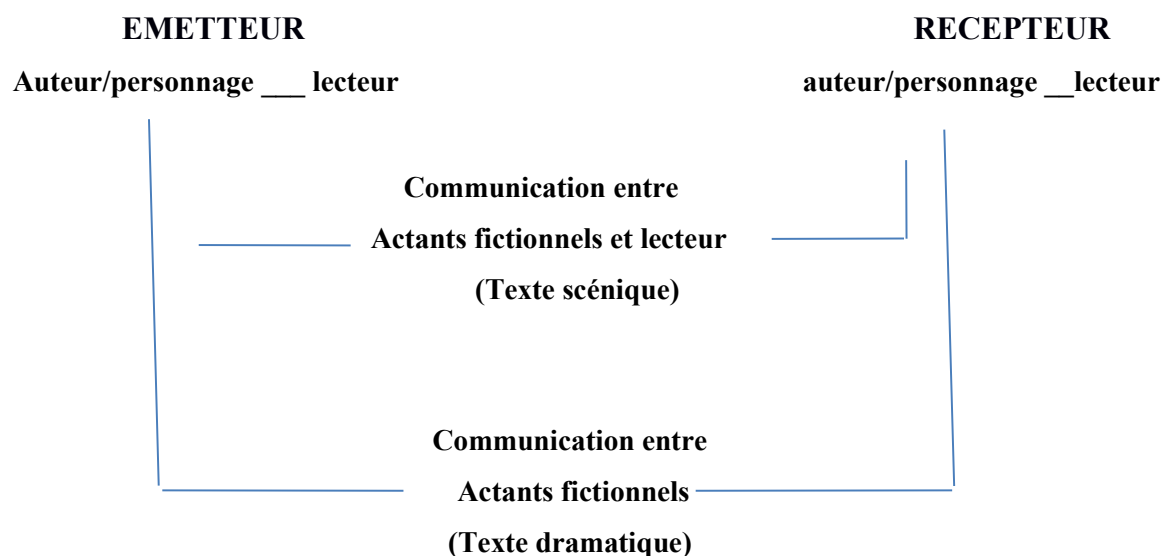 EMETTEUR RECEPTEUR
Auteur/personnage ___ lecteur auteur/personnage __lecteur
Communication entre
Actants fictionnels et lecteur
(Texte scénique)
Communication entre
Actants fictionnels
(Texte dramatique)